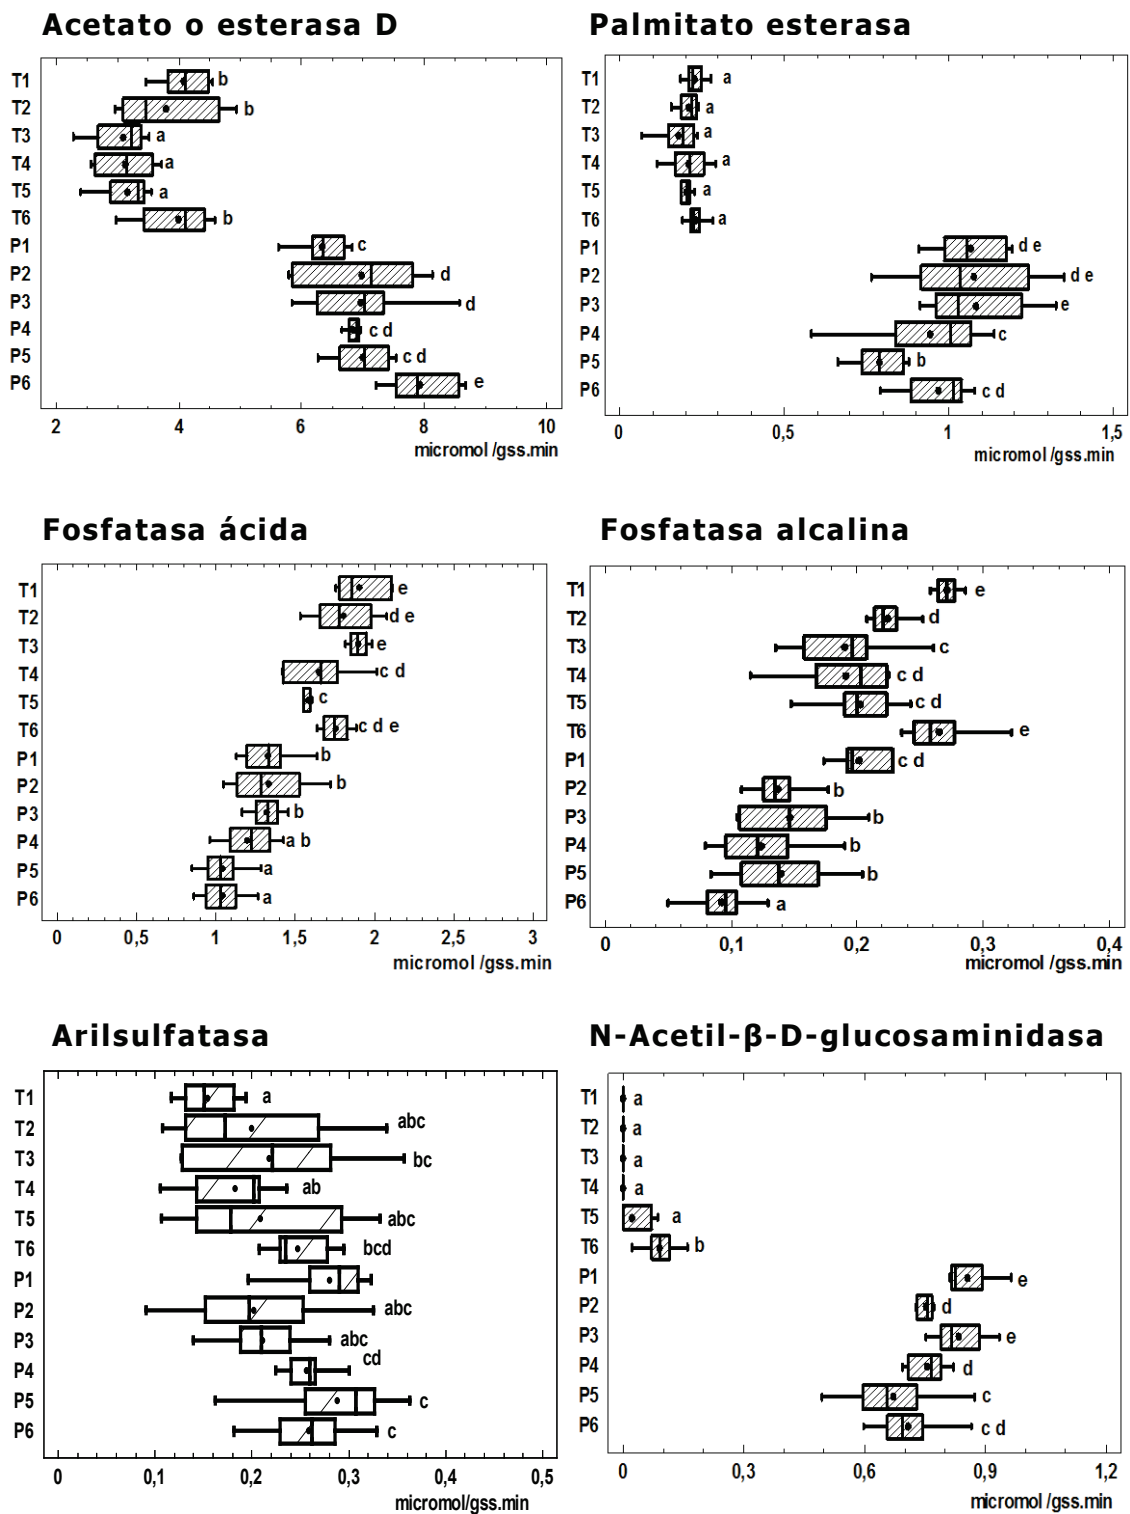 Acetato o esterasa D
T1 b
T2 b
T3 a
T4 a
T5 a
T6 b
P1 c
P2 d
P3 d
P4 c d
P5 c d
P6 e
2 4 6 8 10
micromol /gss.min
Palmitato esterasa
T1 a
T2 a
T3 a
T4 a
T5 a
T6 a
P1 d e
P2 d e
P3 e
P4 c
P5 b
P6 c d
0 0,5 1 1,5
micromol /gss.min
Fosfatasa ácida
T1 e
T2 d e
T3 e
T4 c d
T5 c
T6 c d e
P1 b
P2 b
P3 b
P4 a b
P5 a
P6 a
0 1 1,5 2 2,5 3
micromol /gss.min
Fosfatasa alcalina
T1 e
T2 d
T3 c
T4 c d
T5 c d
T6 e
P1 c d
P2 b
P3 b
P4 b
P5 b
P6 a
0 0,1 0,2 0,3 0,4
micromol /gss.min
Arilsulfatasa
T1 a
T2 abc
T3 bc
T4 ab
T5 abc
T6 bcd
P1
P2 abc
P3 abc
P4 cd
P5 c
P6 c
0 0,1 0,2 0,3 0,4 0,5
micromol/gss.min
N-Acetil-β-D-glucosaminidasa
T1 a
T2 a
T3 a
T4 a
T5 a
T6 b
P1 e
P2 d
P3 e
P4 d
P5 c
P6 c d
0 0,3 0,6 0,9 1,2
micromol /gss.min